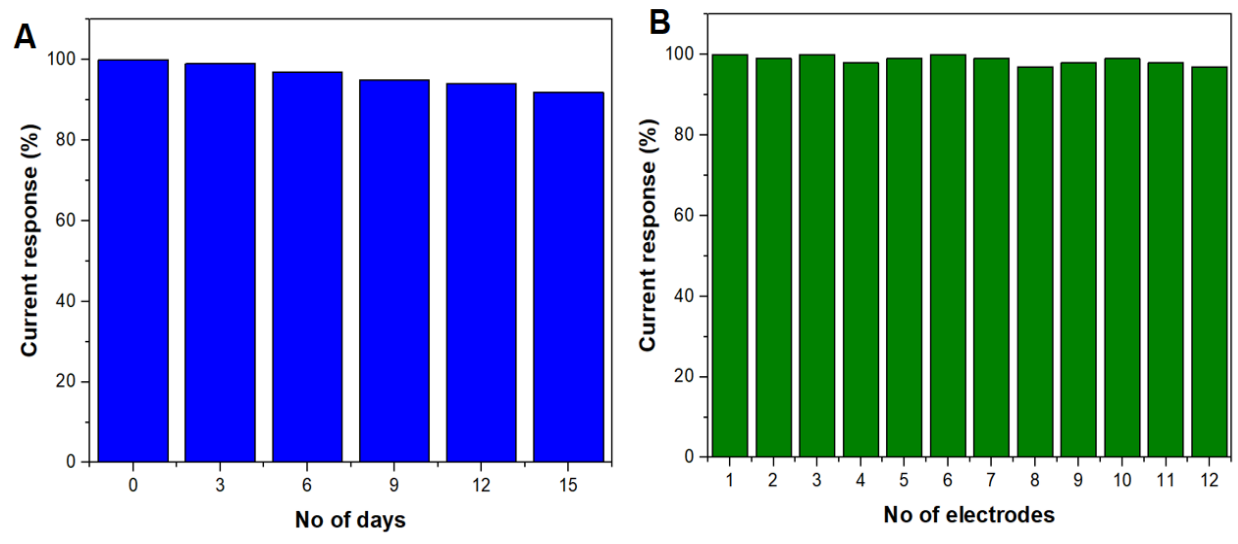 A
Current response (%)
100
80
60
40
20
0
0 3 6 9 12 15
No of days
B
Current response (%)
100
80
60
40
20
0
1 2 3 4 5 6 7 8 9 10 11 12
No of electrodes